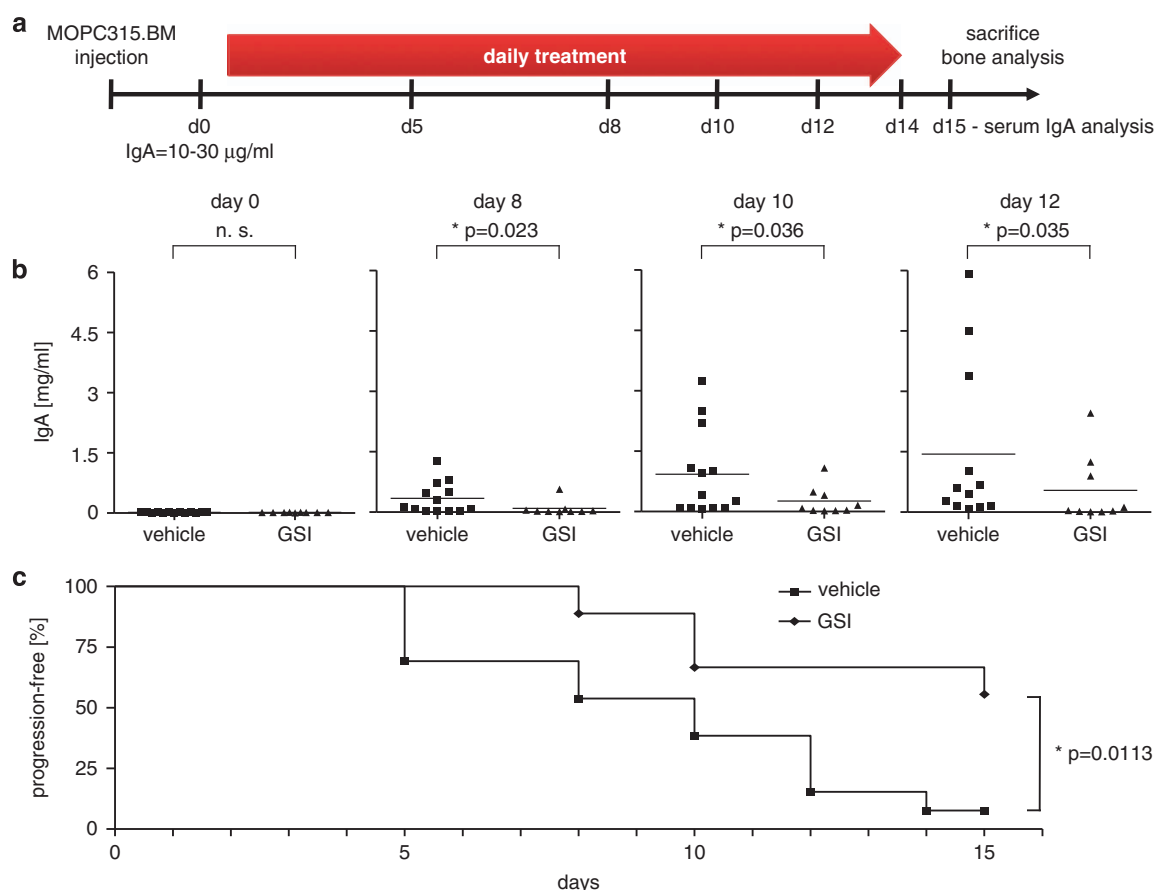 a
MOPC315.BM
injection
daily treatment
sacrifice
bone analysis
d0 d5 d8 d10 d12 d14 d15 - serum IgA analysis
IgA=10-30 μg/ml
day 0 day 8 day 10 day 12
n. s. * p=0.023 * p=0.036 * p=0.035
b
IgA [mg/ml]
6
4.5
3
1.5
0
vehicle GSI vehicle GSI vehicle GSI vehicle GSI
c
progression-free [%]
100
75
50
25
0
vehicle
GSI
* p=0.0113
0 5 10 15
days